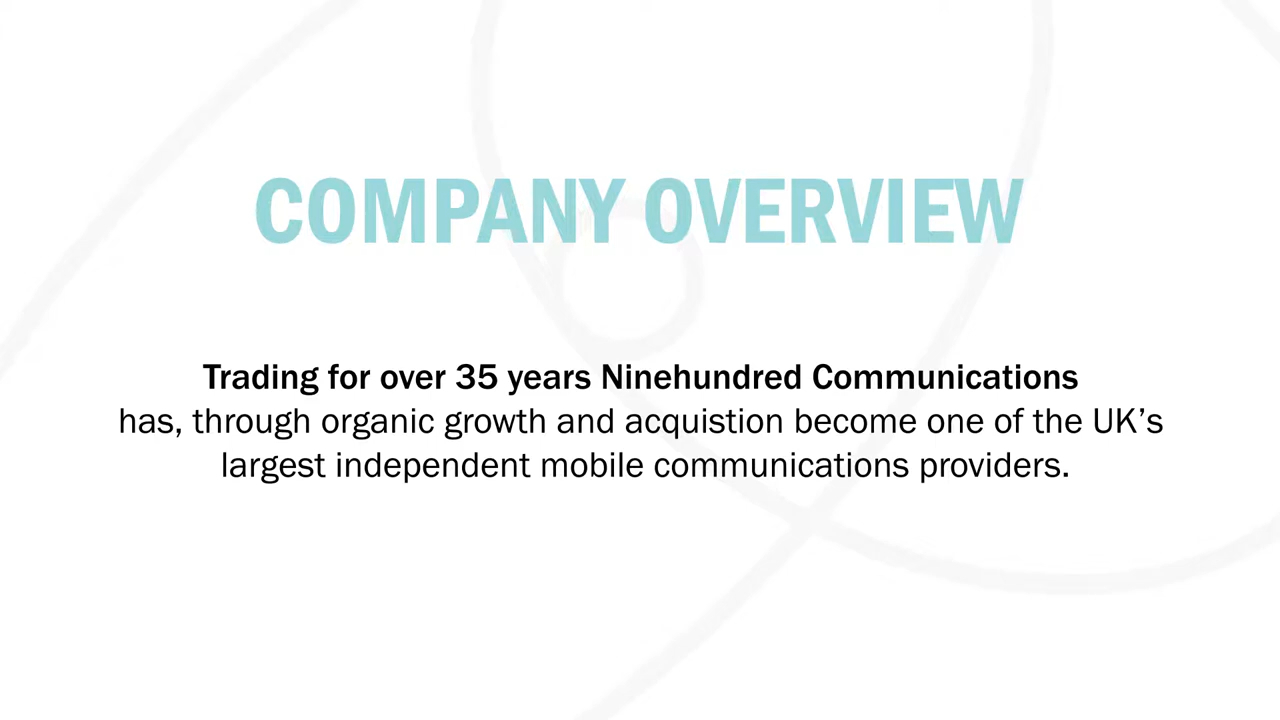 COMPANY OVERVIEW
Trading for over 35 years Ninehundred Communications
has, through organic growth and acquistion become one of the UK’s
largest independent mobile communications providers.